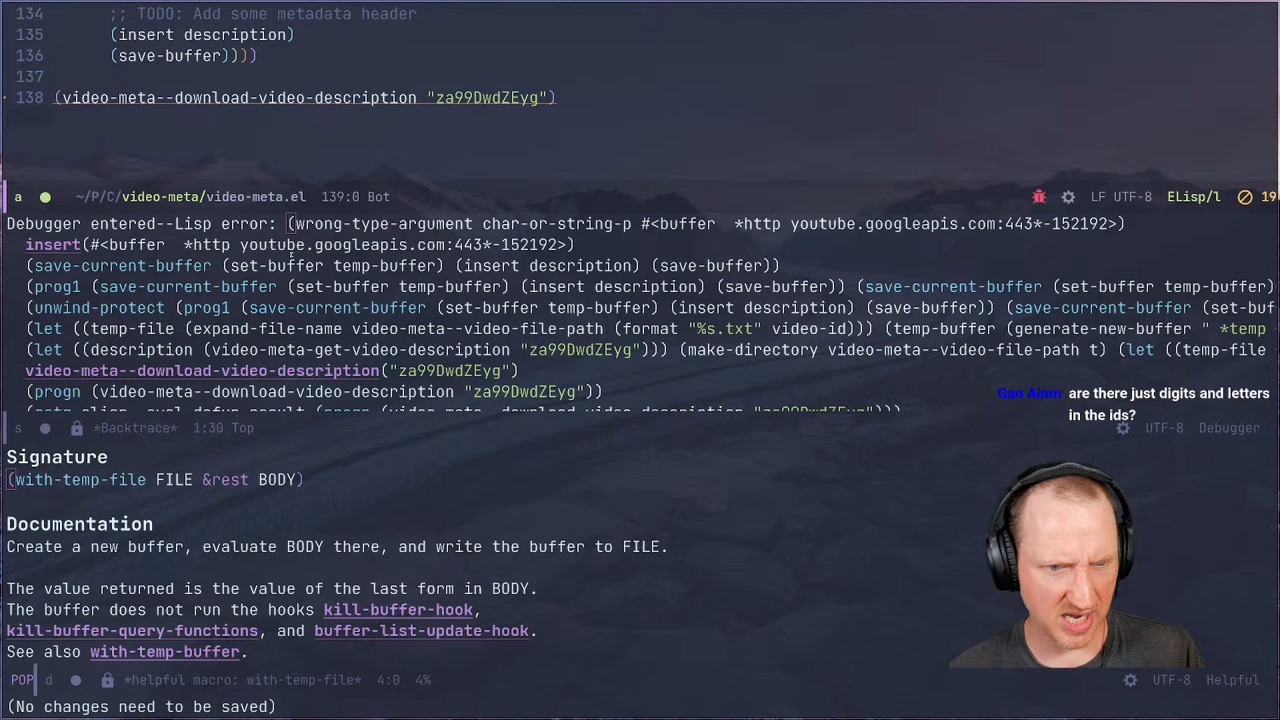 134 ;; TODO: Add some metadata header
135 (insert description)
136 (save-buffer))))
137
138 (video-meta--download-video-description "za99DwdZEyg")
a ~/P/C/video-meta/video-meta.el 139:0 Bot LF UTF-8 ELisp/l 19
Debugger entered--Lisp error: (wrong-type-argument char-or-string-p #<buffer  *http youtube.googleapis.com:443*-152192>)
insert(#<buffer  *http youtube.googleapis.com:443*-152192>)
(save-current-buffer (set-buffer temp-buffer) (insert description) (save-buffer))
(prog1 (save-current-buffer (set-buffer temp-buffer) (insert description) (save-buffer)) (save-current-buffer (set-buffer temp-buffer)
(unwind-protect (prog1 (save-current-buffer (set-buffer temp-buffer) (insert description) (save-buffer)) (save-current-buffer (set-buf
(let ((temp-file (expand-file-name video-meta--video-file-path (format "%s.txt" video-id))) (temp-buffer (generate-new-buffer " *temp
(let ((description (video-meta-get-video-description "za99DwdZEyg"))) (make-directory video-meta--video-file-path t) (let ((temp-file
video-meta--download-video-description("za99DwdZEyg")
(progn (video-meta--download-video-description "za99DwdZEyg"))
Gan Ainm are there just digits and letters
in the ids?
s *Backtrace* 1:30 Top UTF-8 Debugger
Signature
(with-temp-file FILE &rest BODY)
Documentation
Create a new buffer, evaluate BODY there, and write the buffer to FILE.
The value returned is the value of the last form in BODY.
The buffer does not run the hooks kill-buffer-hook,
kill-buffer-query-functions, and buffer-list-update-hook.
See also with-temp-buffer.
POP d *helpful macro: with-temp-file* 4:0 4% UTF-8 Helpful
(No changes need to be saved)